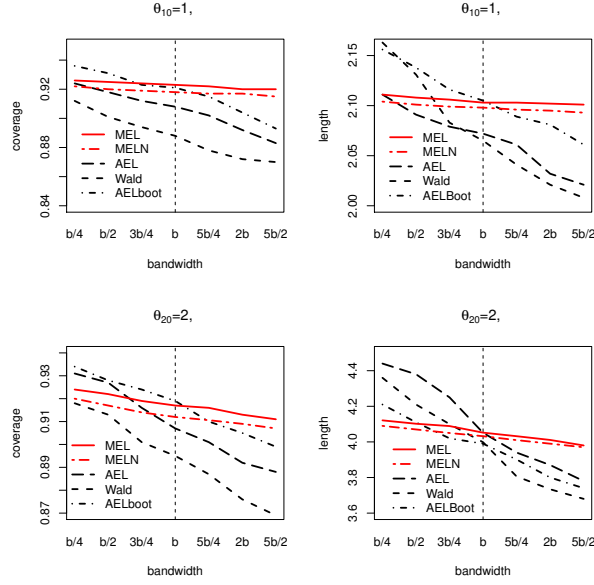 θ10=1,
coverage
0.84 0.88 0.92
MEL
MELN
AEL
Wald
AELboot
b/4 b/2 3b/4 b 5b/4 2b 5b/2
bandwidth
θ10=1,
length
2.00 2.05 2.10 2.15
MEL
MELN
AEL
Wald
AELBoot
b/4 b/2 3b/4 b 5b/4 2b 5b/2
bandwidth
θ20=2,
coverage
0.87 0.89 0.91 0.93
MEL
MELN
AEL
Wald
AELboot
b/4 b/2 3b/4 b 5b/4 2b 5b/2
bandwidth
θ20=2,
length
3.6 3.8 4.0 4.2 4.4
MEL
MELN
AEL
Wald
AELBoot
b/4 b/2 3b/4 b 5b/4 2b 5b/2
bandwidth